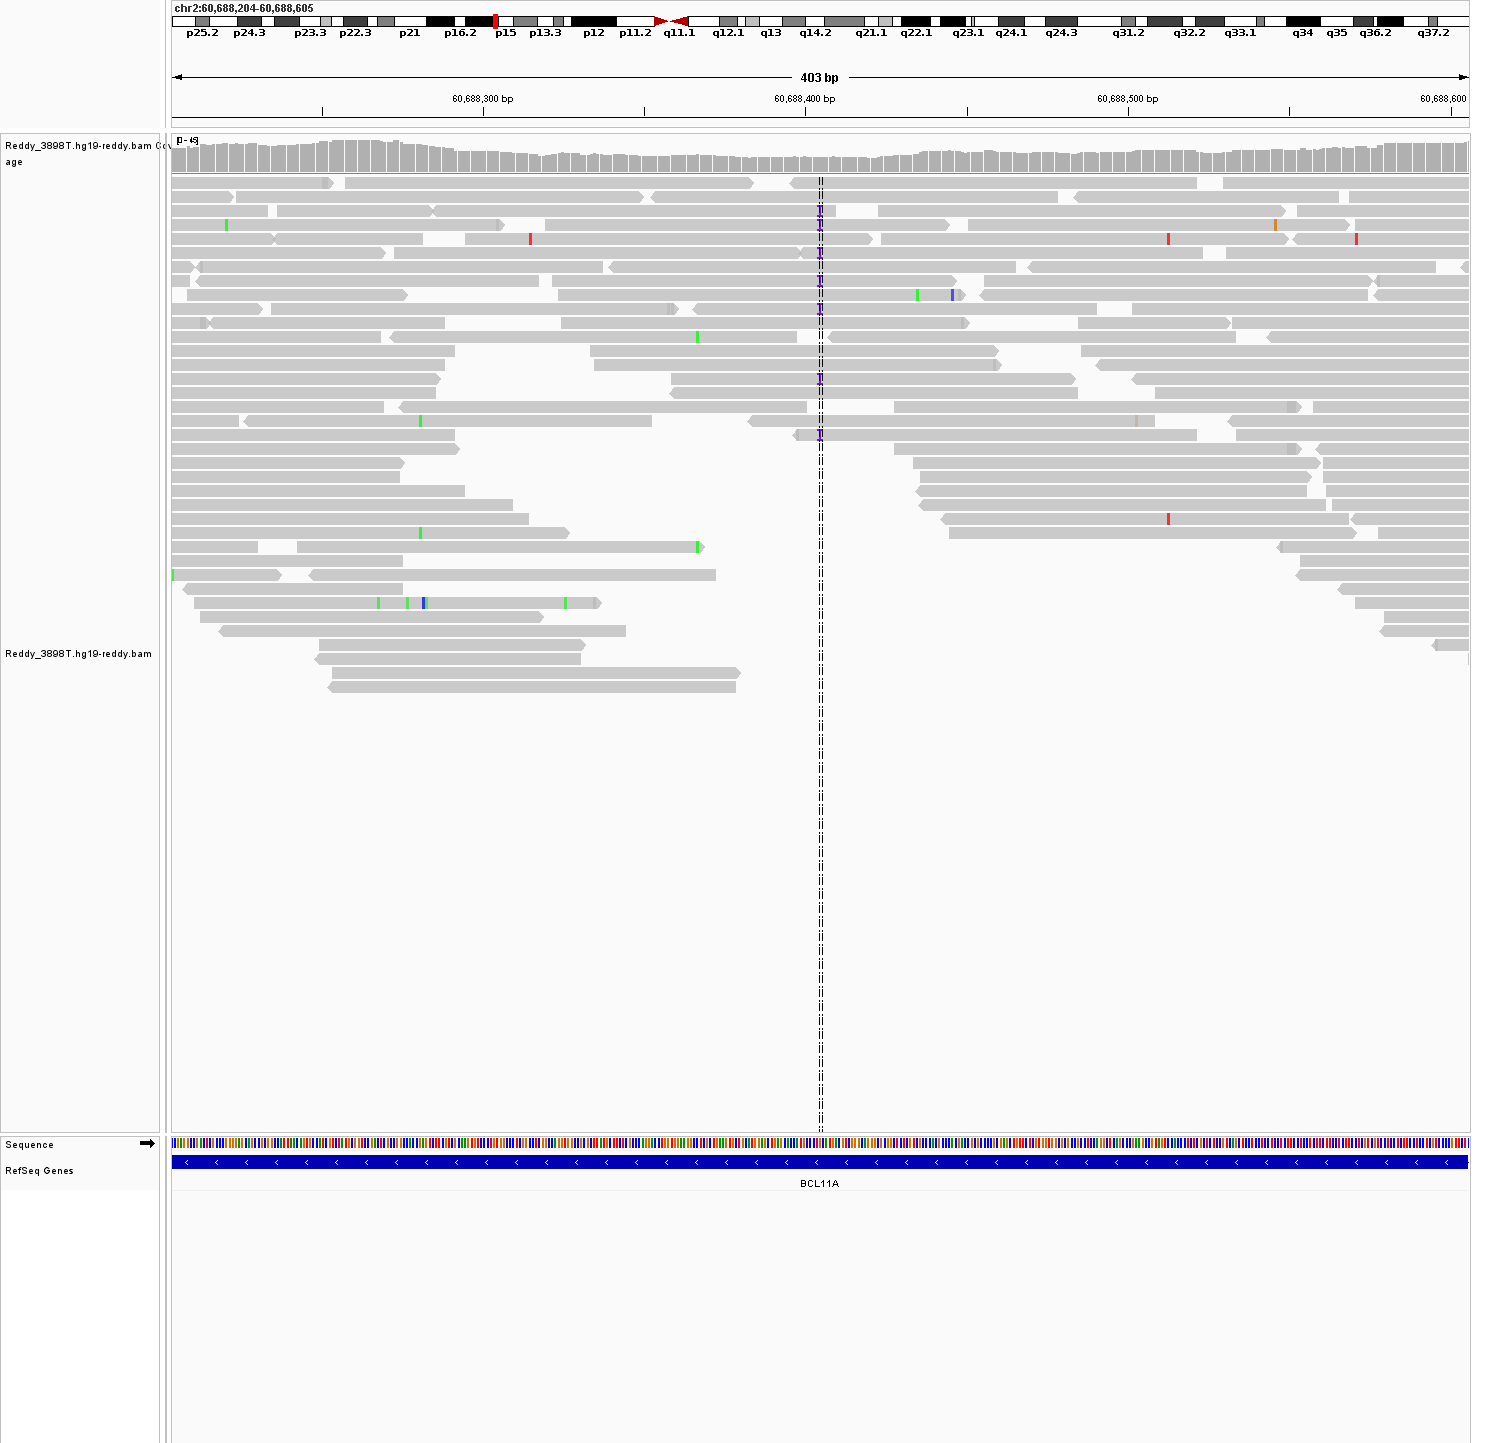 chr2:60,688,204-60,688,605
p25.2 p24.3 p23.3 p22.3 p21 p16.2 p15 p13.3 p12 p11.2 q11.1 q12.1 q13 q14.2 q21.1 q22.1 q23.1 q24.1 q24.3 q31.2 q32.2 q33.1 q34 q35 q36.2 q37.2
403 bp
60,688,300 bp 60,688,400 bp 60,688,500 bp 60,688,600
Reddy_3898T.hg19-reddy.bam Cov
age
Reddy_3898T.hg19-reddy.bam
Sequence
RefSeq Genes
BCL11A